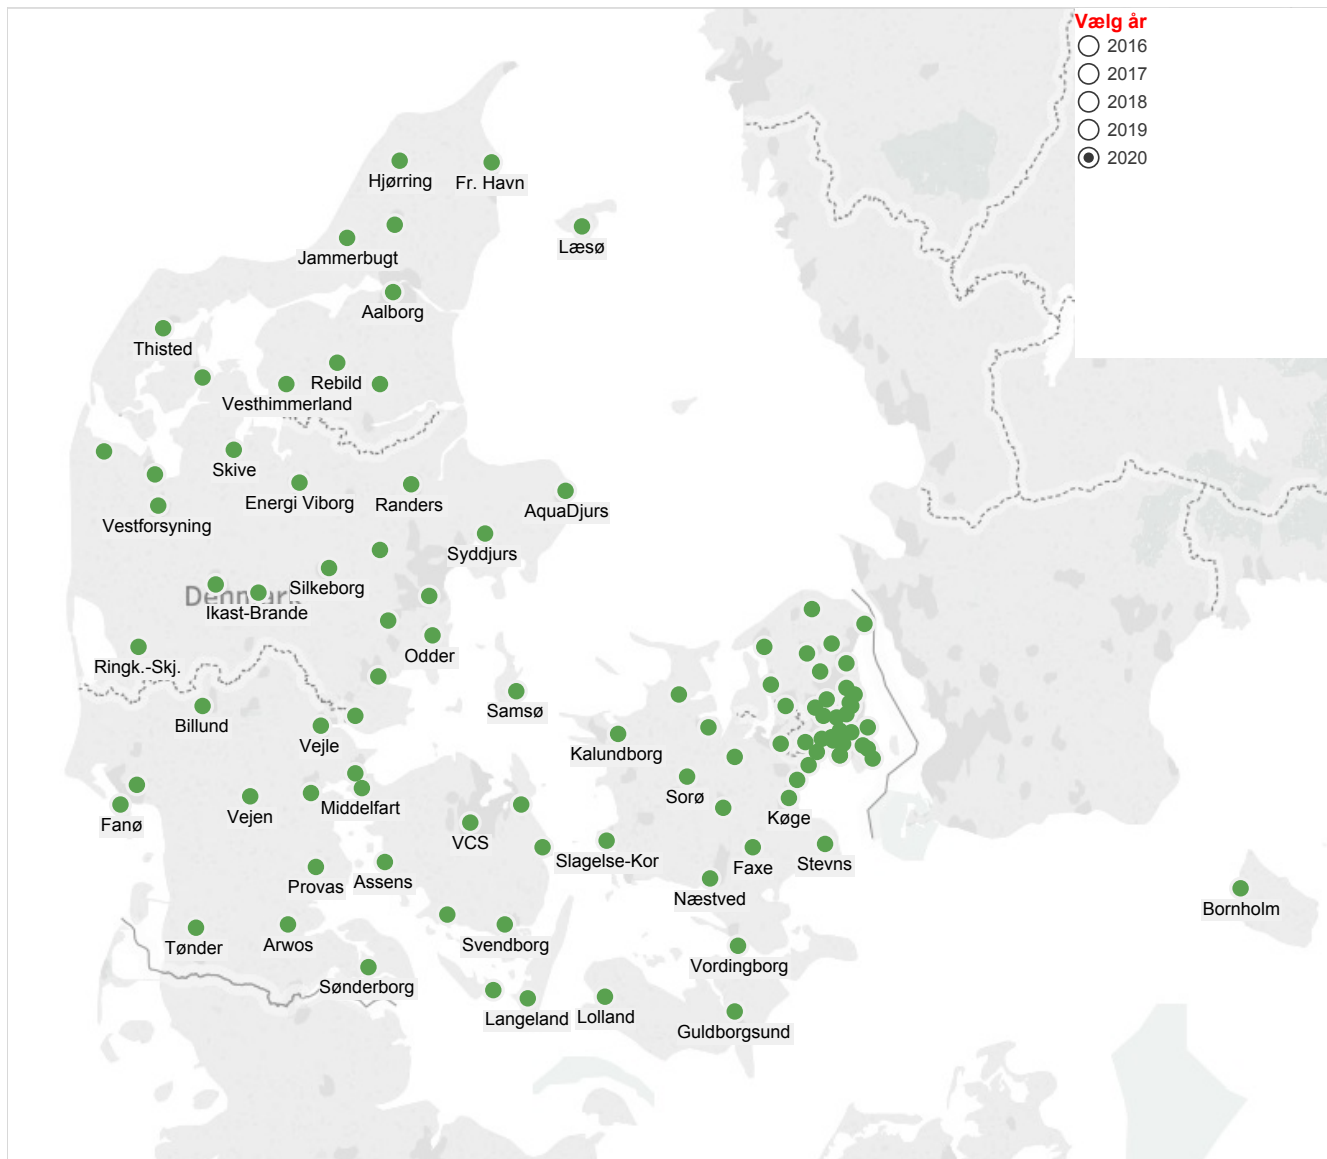 Vælg år
2016
2017
2018
2019
2020
Hjørring
Fr. Havn
Læsø
Jammerbugt
Aalborg
Thisted
Rebild
Vesthimmerland
Skive
Energi Viborg
Randers
AquaDjurs
Vestforsyning
Syddjurs
Silkeborg
Denmark
Ikast-Brande
Odder
Ringk.-Skj.
Samsø
Billund
Vejle
Kalundborg
Sorø
Middelfart
Køge
Fanø
Vejen
VCS
Slagelse-Kor
Faxe
Stevns
Provas
Assens
Næstved
Bornholm
Tønder
Arwos
Svendborg
Vordingborg
Sønderborg
Langeland
Lolland
Guldborgsund